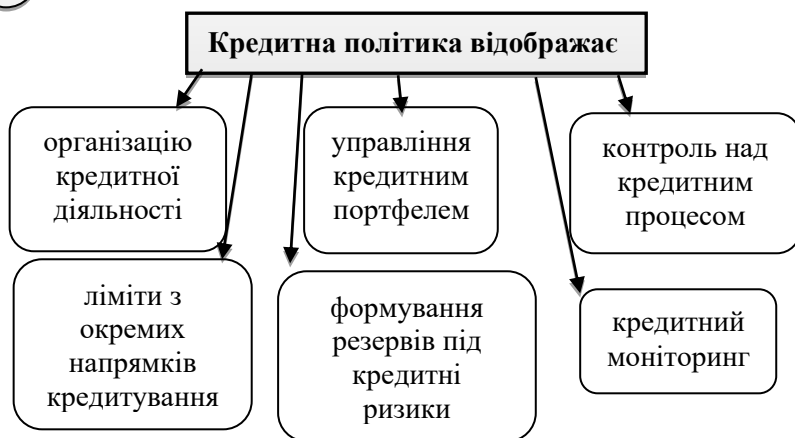 Кредитна політика відображає
організацію
кредитної
діяльності
управління
кредитним
портфелем
контроль над
кредитним
процесом
ліміти з
окремих
напрямків
кредитування
формування
резервів під
кредитні
ризики
кредитний
моніторинг